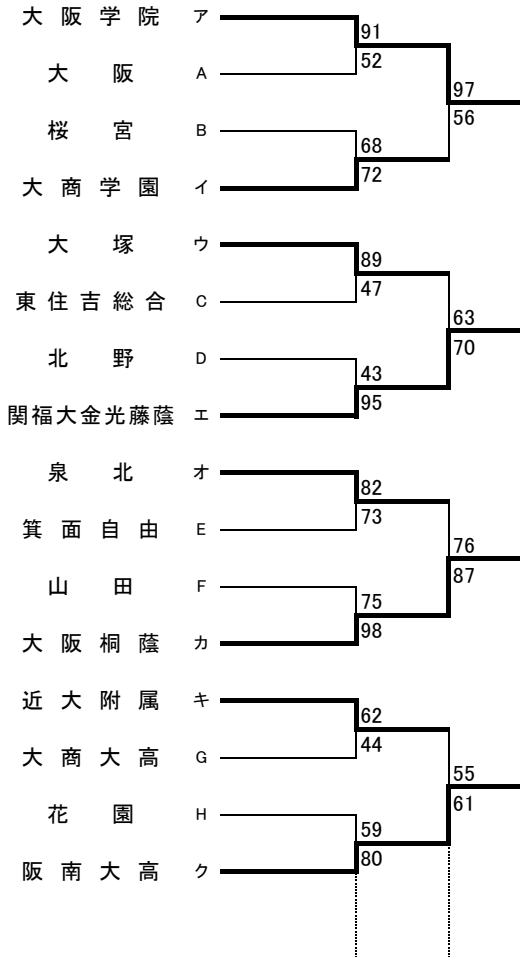 大阪学院 ア
91
52
大阪 A
97
56
桜宮 B
68
72
大商学園 イ
大塚 ウ
89
47
東住吉総合 C
63
70
北野 D
43
95
関福大金光藤蔭 エ
泉北 オ
82
73
箕面自由 E
76
87
山田 F
75
98
大阪桐蔭 カ
近大附属 キ
62
44
大商大高 G
55
61
花園 H
59
80
阪南大高 ク